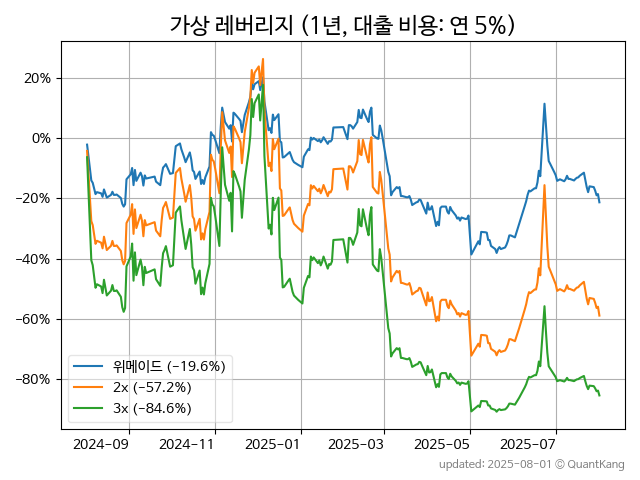 가상 레버리지 (1년, 대출 비용: 연 5%)
20%
0%
−20%
−40%
−60%
−80%
위메이드 (−19.6%)
2x (−57.2%)
3x (−84.6%)
2024-09 2024-11 2025-01 2025-03 2025-05 2025-07
updated: 2025-08-01 © QuantKang